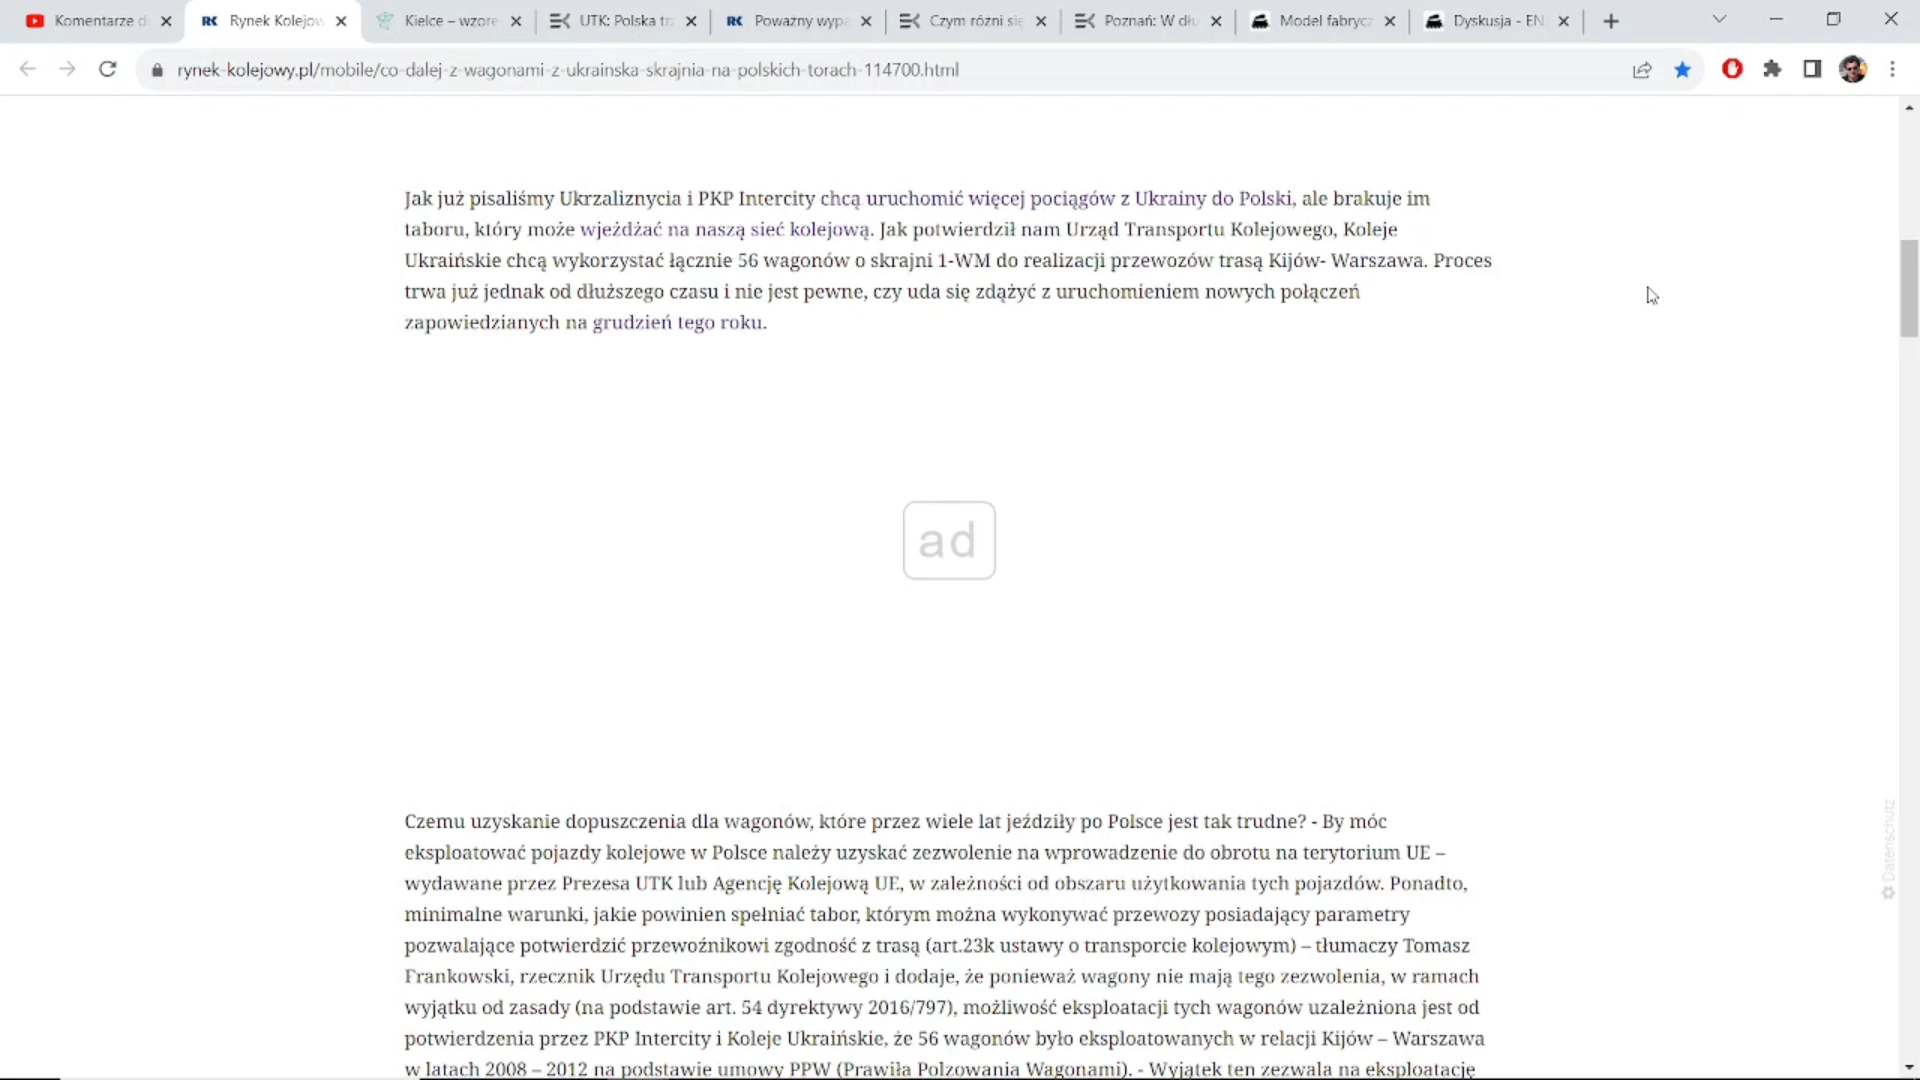 Komentarze d
Rynek Kolejow
Kielce – wzore
UTK: Polska tra
Poważny wypa
Czym różni się
Poznań: W dłu
Model fabrycz
Dyskusja - EN
rynek-kolejowy.pl/mobile/co-dalej-z-wagonami-z-ukrainska-skrajnia-na-polskich-torach-114700.html
Jak już pisaliśmy Ukrzaliznycia i PKP Intercity chcą uruchomić więcej pociągów z Ukrainy do Polski, ale brakuje im
taboru, który może wjeżdżać na naszą sieć kolejową. Jak potwierdził nam Urząd Transportu Kolejowego, Koleje
Ukraińskie chcą wykorzystać łącznie 56 wagonów o skrajni 1-WM do realizacji przewozów trasą Kijów- Warszawa. Proces
trwa już jednak od dłuższego czasu i nie jest pewne, czy uda się zdążyć z uruchomieniem nowych połączeń
zapowiedzianych na grudzień tego roku.
ad
Czemu uzyskanie dopuszczenia dla wagonów, które przez wiele lat jeździły po Polsce jest tak trudne? - By móc
eksploatować pojazdy kolejowe w Polsce należy uzyskać zezwolenie na wprowadzenie do obrotu na terytorium UE –
wydawane przez Prezesa UTK lub Agencję Kolejową UE, w zależności od obszaru użytkowania tych pojazdów. Ponadto,
minimalne warunki, jakie powinien spełniać tabor, którym można wykonywać przewozy posiadający parametry
pozwalające potwierdzić przewoźnikowi zgodność z trasą (art.23k ustawy o transporcie kolejowym) – tłumaczy Tomasz
Frankowski, rzecznik Urzędu Transportu Kolejowego i dodaje, że ponieważ wagony nie mają tego zezwolenia, w ramach
wyjątku od zasady (na podstawie art. 54 dyrektywy 2016/797), możliwość eksploatacji tych wagonów uzależniona jest od
potwierdzenia przez PKP Intercity i Koleje Ukraińskie, że 56 wagonów było eksploatowanych w relacji Kijów – Warszawa
w latach 2008 – 2012 na podstawie umowy PPW (Prawiła Polzowania Wagonami). - Wyjątek ten zezwala na eksploatację
Datenschutz